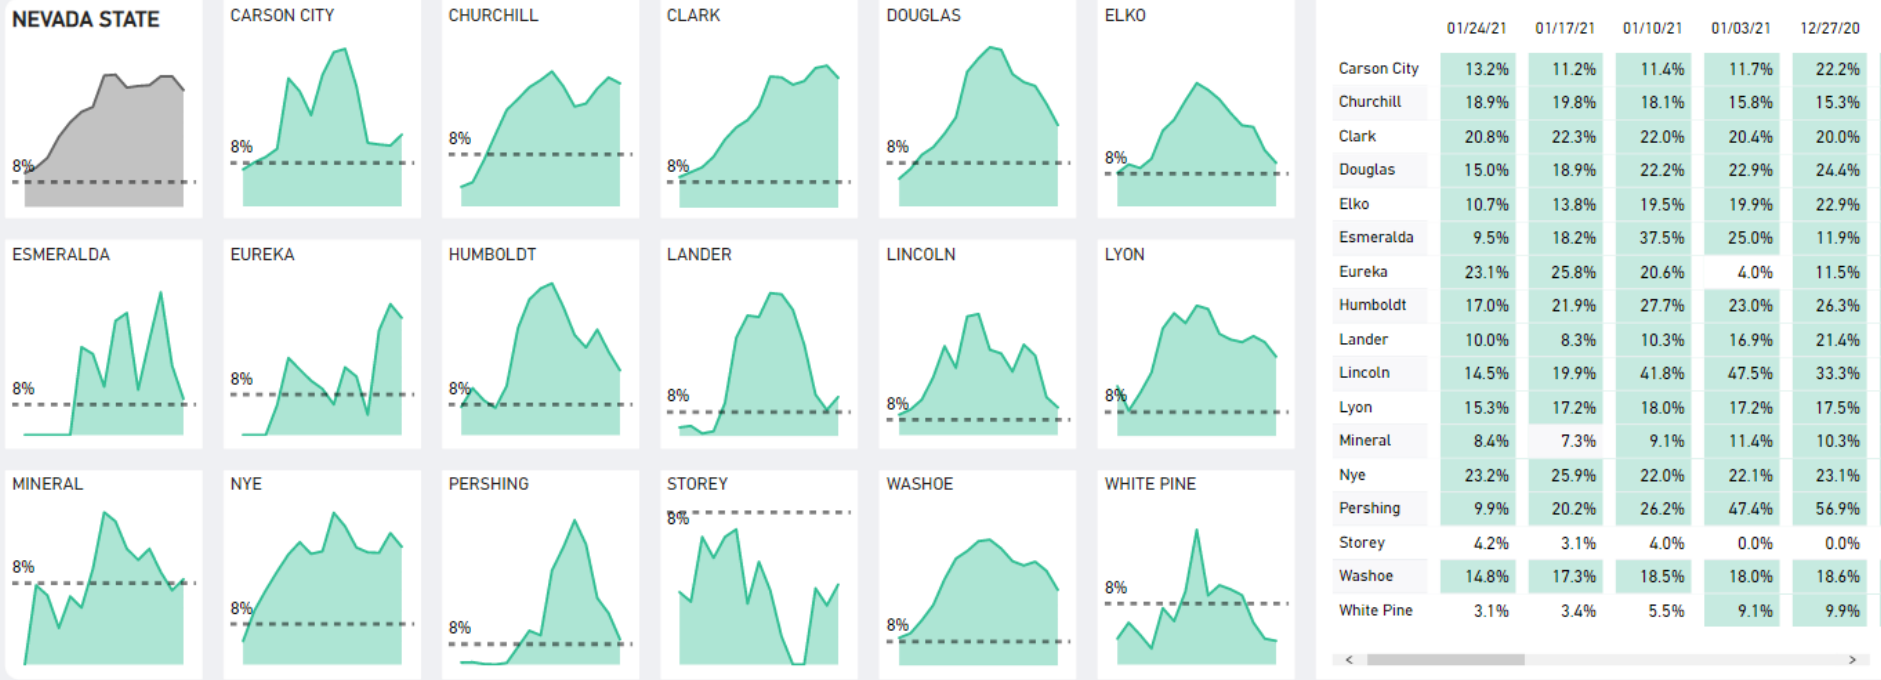 NEVADA STATE
8%
CARSON CITY
8%
CHURCHILL
8%
CLARK
8%
DOUGLAS
8%
ELKO
8%
ESMERALDA
8%
EUREKA
8%
HUMBOLDT
8%
LANDER
8%
LINCOLN
8%
LYON
8%
MINERAL
8%
NYE
8%
PERSHING
8%
STOREY
8%
WASHOE
8%
WHITE PINE
8%
01/24/21 01/17/21 01/10/21 01/03/21 12/27/20
Carson City 13.2% 11.2% 11.4% 11.7% 22.2%
Churchill 18.9% 19.8% 18.1% 15.8% 15.3%
Clark 20.8% 22.3% 22.0% 20.4% 20.0%
Douglas 15.0% 18.9% 22.2% 22.9% 24.4%
Elko 10.7% 13.8% 19.5% 19.9% 22.9%
Esmeralda 9.5% 18.2% 37.5% 25.0% 11.9%
Eureka 23.1% 25.8% 20.6% 4.0% 11.5%
Humboldt 17.0% 21.9% 27.7% 23.0% 26.3%
Lander 10.0% 8.3% 10.3% 16.9% 21.4%
Lincoln 14.5% 19.9% 41.8% 47.5% 33.3%
Lyon 15.3% 17.2% 18.0% 17.2% 17.5%
Mineral 8.4% 7.3% 9.1% 11.4% 10.3%
Nye 23.2% 25.9% 22.0% 22.1% 23.1%
Pershing 9.9% 20.2% 26.2% 47.4% 56.9%
Storey 4.2% 3.1% 4.0% 0.0% 0.0%
Washoe 14.8% 17.3% 18.5% 18.0% 18.6%
White Pine 3.1% 3.4% 5.5% 9.1% 9.9%